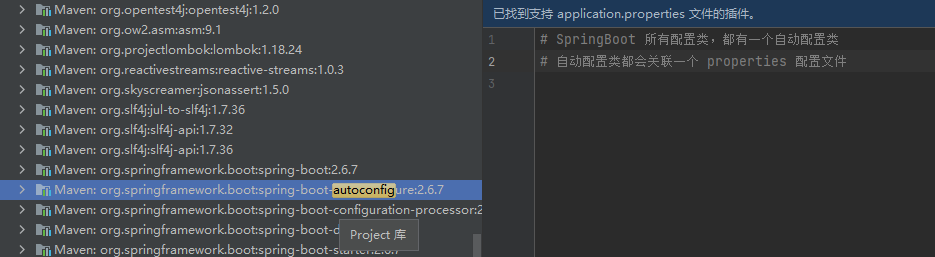 Maven: org.opentest4j:opentest4j:1.2.0
Maven: org.ow2.asm:asm:9.1
Maven: org.projectlombok:lombok:1.18.24
Maven: org.reactivestreams:reactive-streams:1.0.3
Maven: org.skyscreamer:jsonassert:1.5.0
Maven: org.slf4j:jul-to-slf4j:1.7.36
Maven: org.slf4j:slf4j-api:1.7.32
Maven: org.slf4j:slf4j-api:1.7.36
Maven: org.springframework.boot:spring-boot:2.6.7
Maven: org.springframework.boot:spring-boot-autoconfigure:2.6.7
Maven: org.springframework.boot:spring-boot-configuration-processor:2
Maven: org.springframework.boot:spring-boot-d
Project 库
Maven: org.springframework.boot:spring-boot-starter:2.6.7
已找到支持 application.properties 文件的插件。
1 # SpringBoot 所有配置类，都有一个自动配置类
2 # 自动配置类都会关联一个 properties 配置文件
3